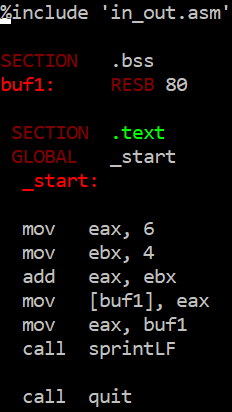 %include 'in_out.asm'
SECTION .bss
buf1: RESB 80
SECTION .text
GLOBAL _start
_start:
mov eax, 6
mov ebx, 4
add eax, ebx
mov [buf1], eax
mov eax, buf1
call sprintLF
call quit